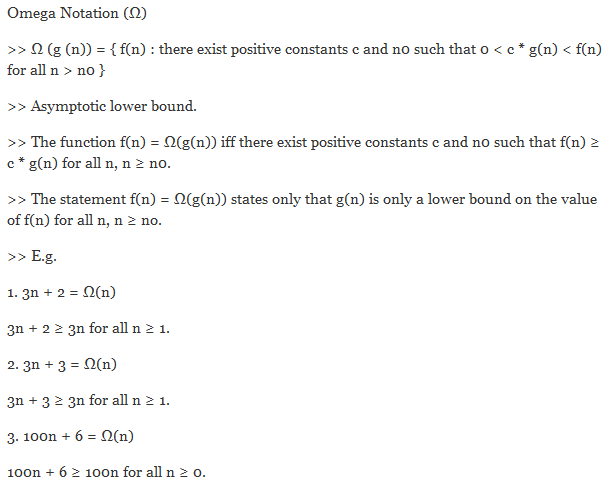 Omega Notation (Ω)
>> Ω (g (n)) = { f(n) : there exist positive constants c and n0 such that 0 < c * g(n) < f(n)
for all n > n0 }
>> Asymptotic lower bound.
>> The function f(n) = Ω(g(n)) iff there exist positive constants c and n0 such that f(n) ≥
c * g(n) for all n, n ≥ n0.
>> The statement f(n) = Ω(g(n)) states only that g(n) is only a lower bound on the value
of f(n) for all n, n ≥ no.
>> E.g.
1. 3n + 2 = Ω(n)
3n + 2 ≥ 3n for all n ≥ 1.
2. 3n + 3 = Ω(n)
3n + 3 ≥ 3n for all n ≥ 1.
3. 100n + 6 = Ω(n)
100n + 6 ≥ 100n for all n ≥ 0.